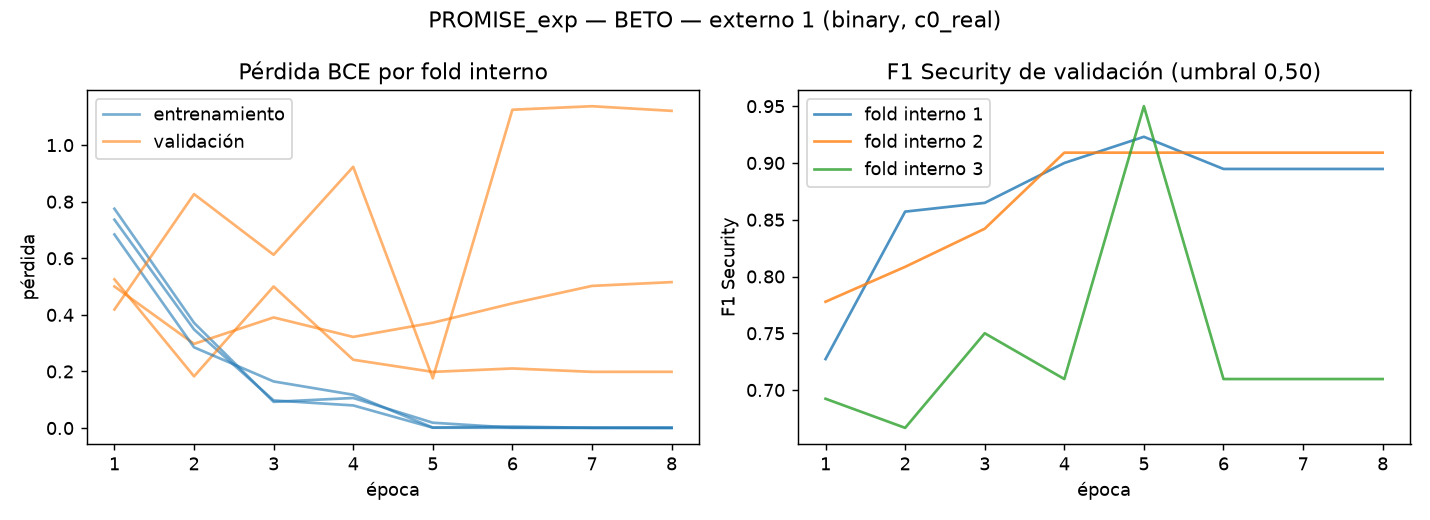 PROMISE_exp — BETO — externo 1 (binary, c0_real)
Pérdida BCE por fold interno
entrenamiento
validación
pérdida
1.0
0.8
0.6
0.4
0.2
0.0
1 2 3 4 5 6 7 8
época
F1 Security de validación (umbral 0,50)
fold interno 1
fold interno 2
fold interno 3
F1 Security
0.95
0.90
0.85
0.80
0.75
0.70
1 2 3 4 5 6 7 8
época